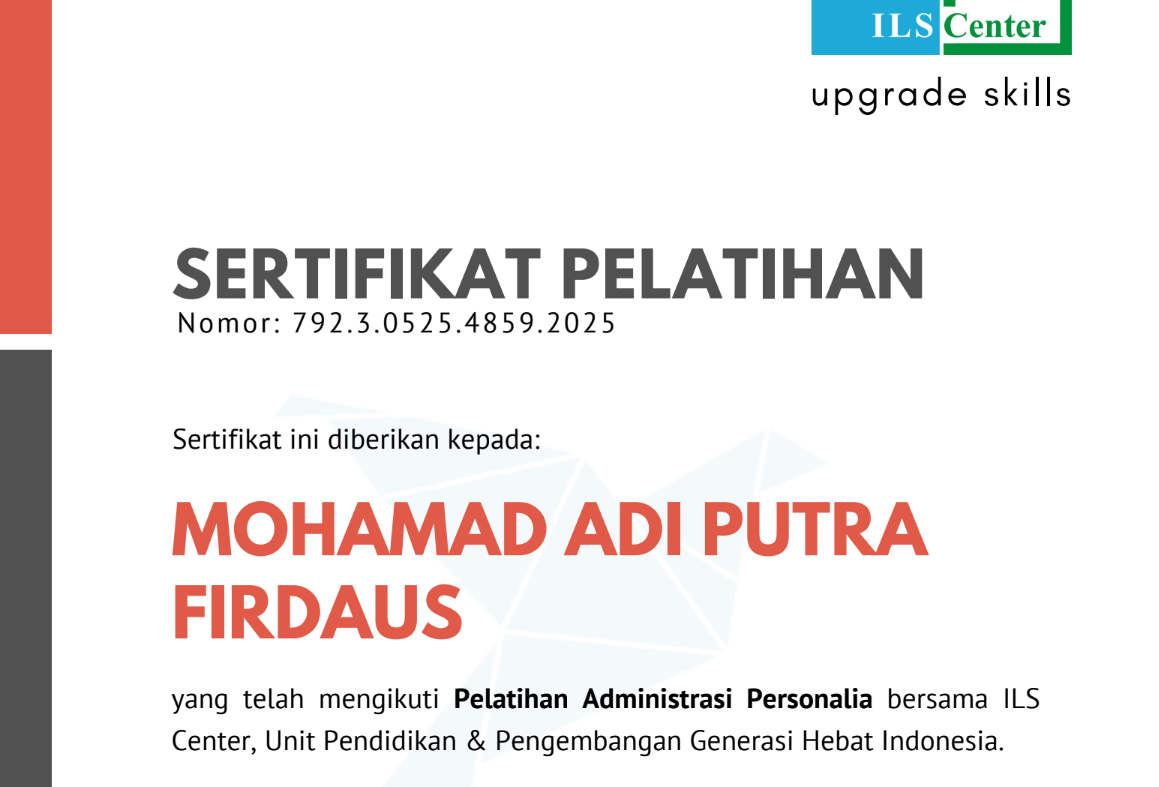 ILS Center
upgrade skills
SERTIFIKAT PELATIHAN
Nomor: 792.3.0525.4859.2025
Sertifikat ini diberikan kepada:
MOHAMAD ADI PUTRA
FIRDAUS
yang telah mengikuti Pelatihan Administrasi Personalia bersama ILS
Center, Unit Pendidikan & Pengembangan Generasi Hebat Indonesia.